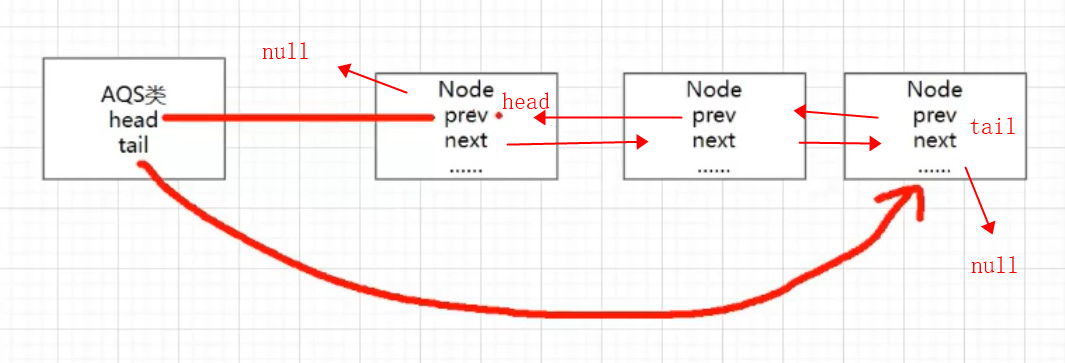 null
AQS类
head
tail
Node
prev
next
......
head
Node
prev
next
......
Node
prev
next
......
tail
null